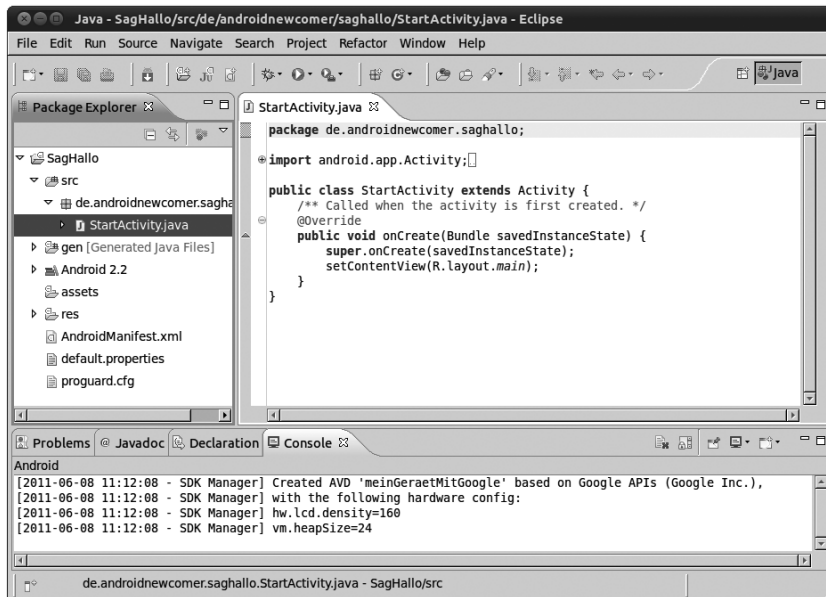 Java - SagHallo/src/de/androidnewcomer/saghallo/StartActivity.java - Eclipse
File Edit Run Source Navigate Search Project Refactor Window Help
Java
Package Explorer
StartActivity.java
SagHallo
src
de.androidnewcomer.sagha
StartActivity.java
gen [Generated Java Files]
Android 2.2
assets
res
AndroidManifest.xml
default.properties
proguard.cfg
package de.androidnewcomer.saghallo;
import android.app.Activity;
public class StartActivity extends Activity {
/** Called when the activity is first created. */
@Override
public void onCreate(Bundle savedInstanceState) {
super.onCreate(savedInstanceState);
setContentView(R.layout.main);
}
}
Problems @ Javadoc Declaration Console
Android
[2011-06-08 11:12:08 - SDK Manager] Created AVD 'meinGeraetMitGoogle' based on Google APIs (Google Inc.),
[2011-06-08 11:12:08 - SDK Manager] with the following hardware config:
[2011-06-08 11:12:08 - SDK Manager] hw.lcd.density=160
[2011-06-08 11:12:08 - SDK Manager] vm.heapSize=24
de.androidnewcomer.saghallo.StartActivity.java - SagHallo/src